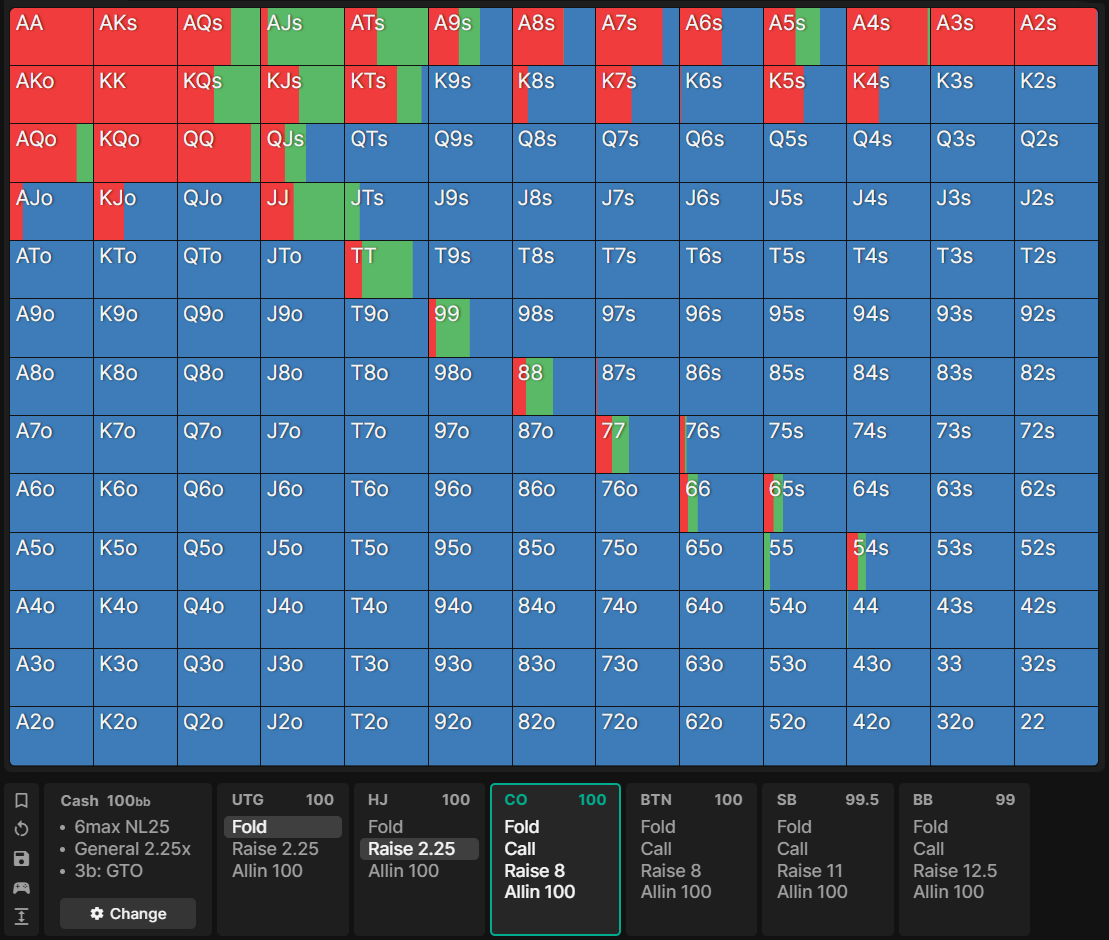 AA AKs AQs AJs ATs A9s A8s A7s A6s A5s A4s A3s A2s
AKo KK KQs KJs KTs K9s K8s K7s K6s K5s K4s K3s K2s
AQo KQo QQ QJs QTs Q9s Q8s Q7s Q6s Q5s Q4s Q3s Q2s
AJo KJo QJo JJ JTs J9s J8s J7s J6s J5s J4s J3s J2s
ATo KTo QTo JTo TT T9s T8s T7s T6s T5s T4s T3s T2s
A9o K9o Q9o J9o T9o 99 98s 97s 96s 95s 94s 93s 92s
A8o K8o Q8o J8o T8o 98o 88 87s 86s 85s 84s 83s 82s
A7o K7o Q7o J7o T7o 97o 87o 77 76s 75s 74s 73s 72s
A6o K6o Q6o J6o T6o 96o 86o 76o 66 65s 64s 63s 62s
A5o K5o Q5o J5o T5o 95o 85o 75o 65o 55 54s 53s 52s
A4o K4o Q4o J4o T4o 94o 84o 74o 64o 54o 44 43s 42s
A3o K3o Q3o J3o T3o 93o 83o 73o 63o 53o 43o 33 32s
A2o K2o Q2o J2o T2o 92o 82o 72o 62o 52o 42o 32o 22
Cash 100bb
• 6max NL25
• General 2.25x
• 3b: GTO
Change
UTG 100
Fold
Raise 2.25
Allin 100
HJ 100
Fold
Raise 2.25
Allin 100
CO 100
Fold
Call
Raise 8
Allin 100
BTN 100
Fold
Call
Raise 8
Allin 100
SB 99.5
Fold
Call
Raise 11
Allin 100
BB 99
Fold
Call
Raise 12.5
Allin 100